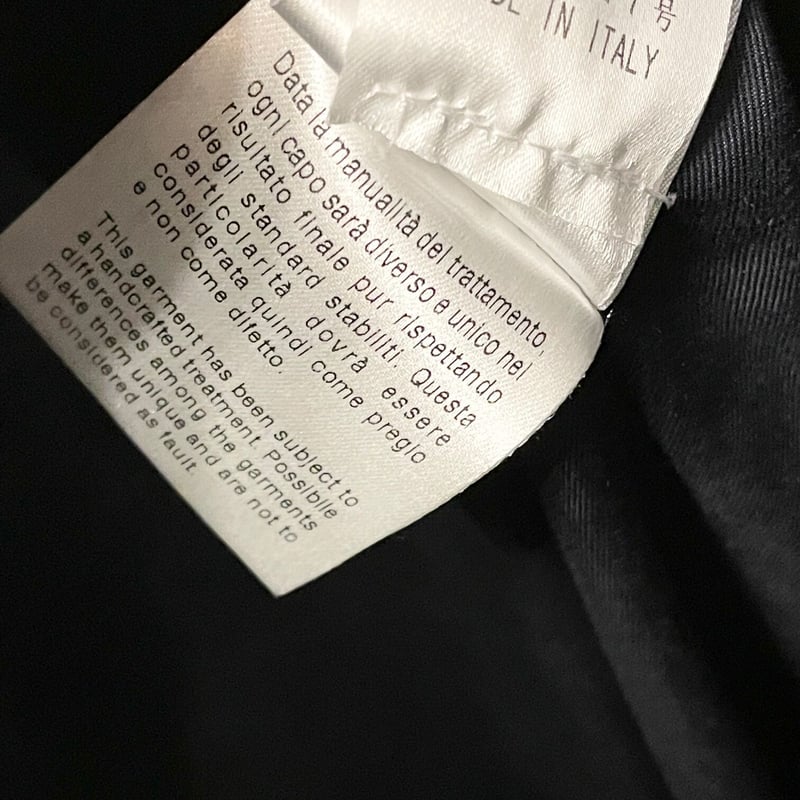 号
IN ITALY
Data la manualità del trattamento,
ogni capo sarà diverso e unico nel
risultato finale pur rispettando
degli standard stabiliti. Questa
particolarità dovrà essere
considerata quindi come pregio
e non come difetto.
This garment has been subject to
a handcrafted treatment. Possibile
differences among the garments
make them unique and are not to
be considered as fault.